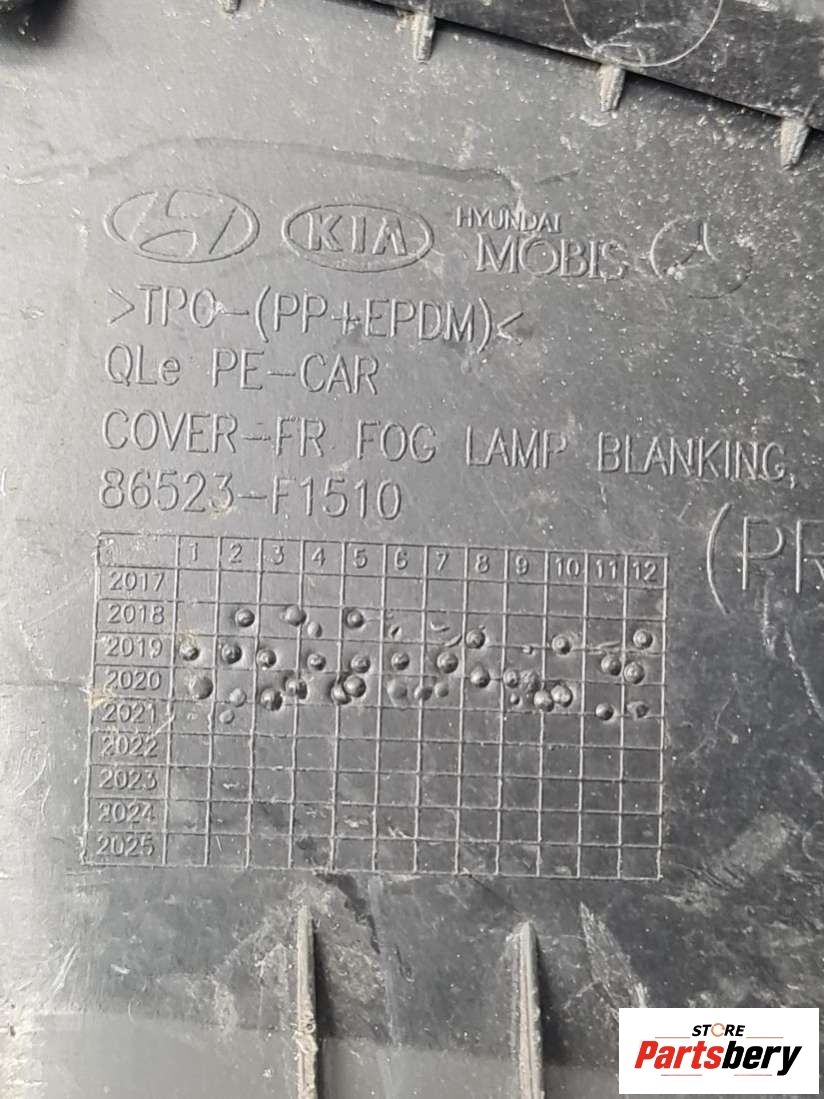 KIA
HYUNDAI
MOBIS
>TPO-(PP+EPDM)<
QLe PE-CAR
COVER-FR FOG LAMP BLANKING,
86523-F1510
(PR
1 2 3 4 5 6 7 8 9 10 11 12
2017
2018
2019
2020
2021
2022
2023
2024
2025
STORE
Partsbery